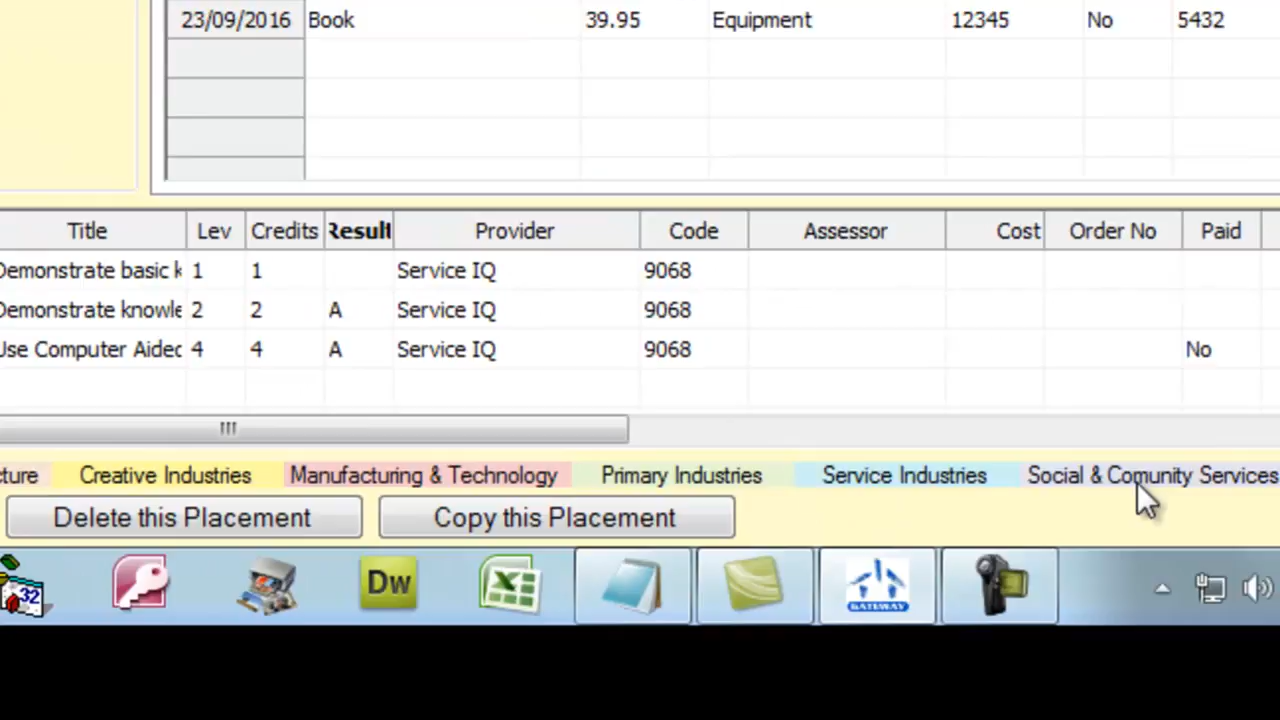 23/09/2016 Book 39.95 Equipment 12345 No 5432
Title Lev Credits Result Provider Code Assessor Cost Order No Paid
Demonstrate basic k 1 1 Service IQ 9068
Demonstrate knowle 2 2 A Service IQ 9068
Use Computer Aided 4 4 A Service IQ 9068 No
cture Creative Industries Manufacturing & Technology Primary Industries Service Industries Social & Comunity Services
Delete this Placement Copy this Placement
32 Dw GATEWAY